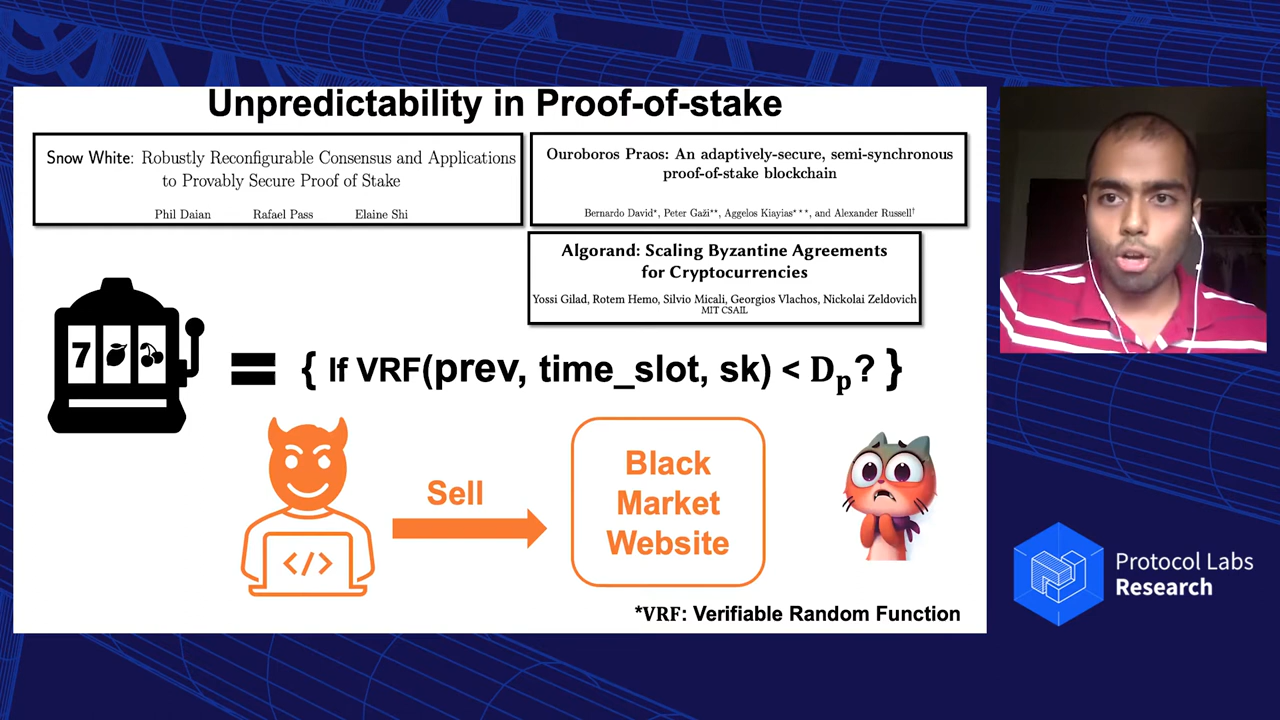 Unpredictability in Proof-of-stake
Snow White: Robustly Reconfigurable Consensus and Applications
to Provably Secure Proof of Stake
Phil Daian Rafael Pass Elaine Shi
Ouroboros Praos: An adaptively-secure, semi-synchronous
proof-of-stake blockchain
Bernardo David*, Peter Gaži**, Aggelos Kiayias***, and Alexander Russell†
Algorand: Scaling Byzantine Agreements
for Cryptocurrencies
Yossi Gilad, Rotem Hemo, Silvio Micali, Georgios Vlachos, Nickolai Zeldovich
MIT CSAIL
7
= { If VRF(prev, time_slot, sk) < Dₚ? }
Sell
Black
Market
Website
</>
*VRF: Verifiable Random Function
Protocol Labs
Research